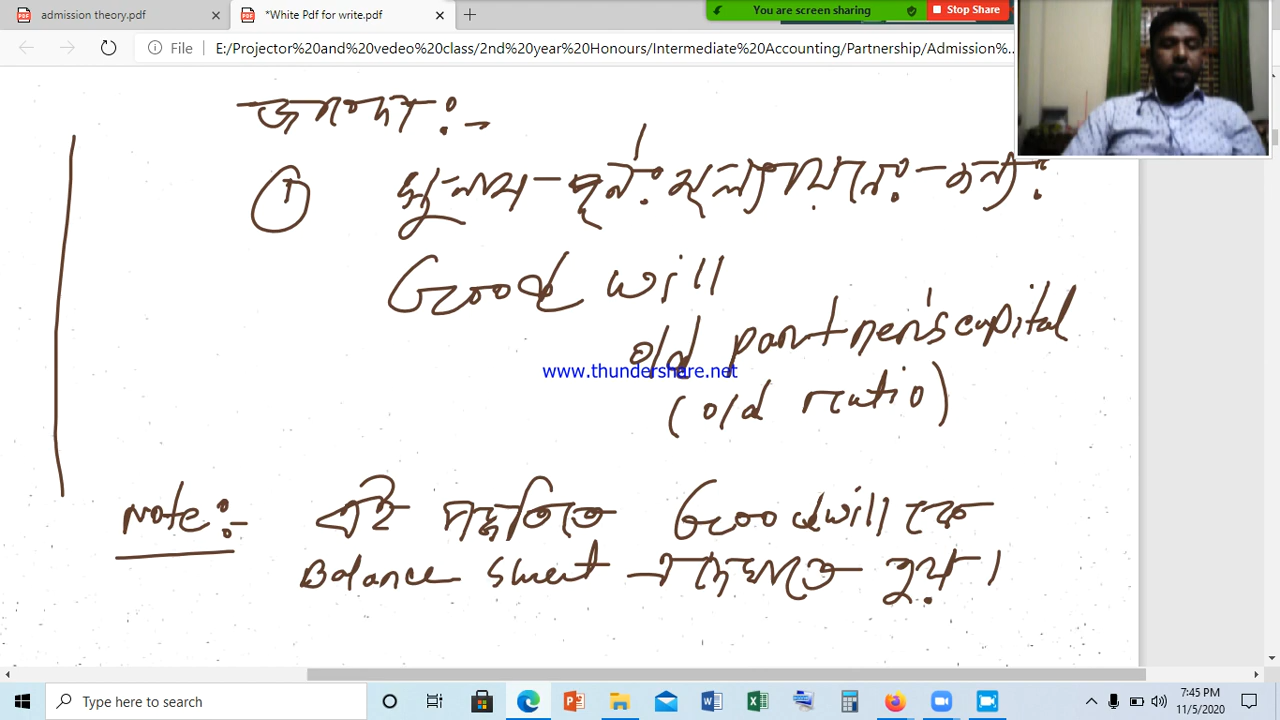 admission theory.pdf
*White Pdf for write.pdf
You are screen sharing
Stop Share
File
E:/Projector%20and%20vedeo%20class/2nd%20year%20Honours/Intermediate%20Accounting/Partnership/Admission%...
জাবেদা :-
①
Good will
old partner's capital
www.thundershare.net
(old ratio)
Note:- এই পদ্ধতিতে Goodwill কে
Balance Sheet এ দেখাতে হয়।
Type here to search
7:45 PM
11/5/2020